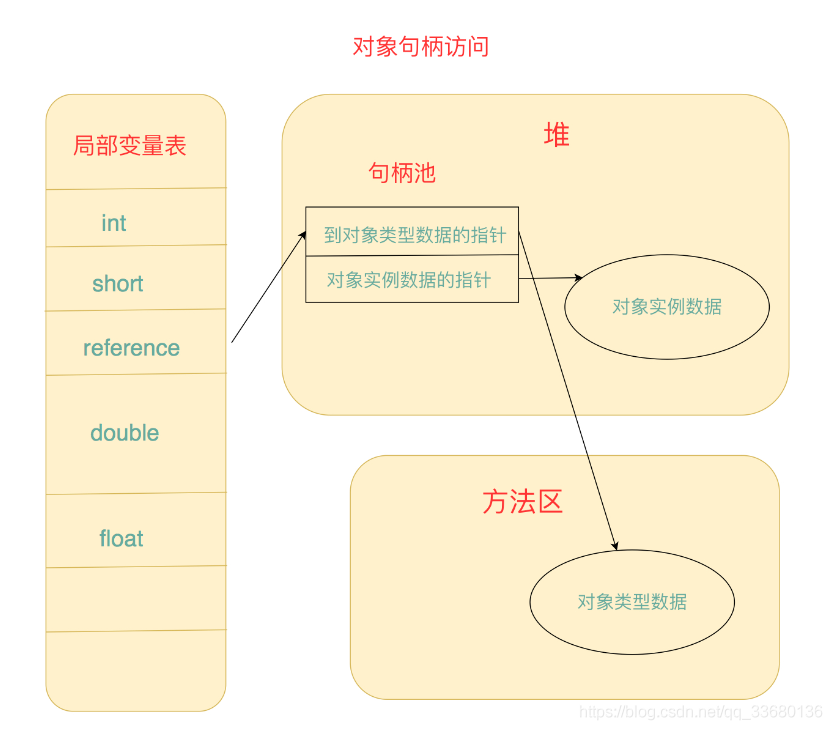 对象句柄访问
局部变量表
int
short
reference
double
float
堆
句柄池
到对象类型数据的指针
对象实例数据的指针
对象实例数据
方法区
对象类型数据
https://blog.csdn.net/qq_33680136